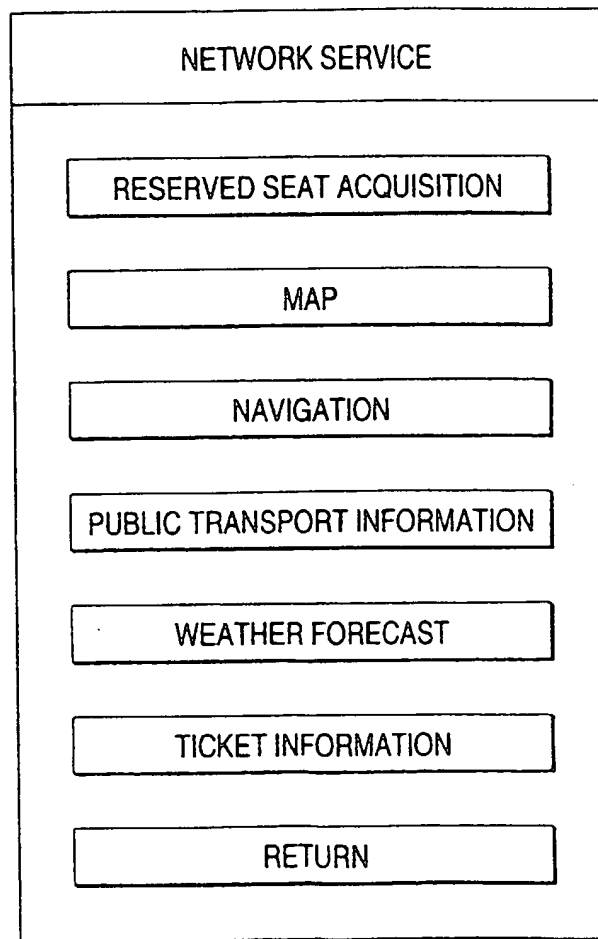 NETWORK SERVICE
RESERVED SEAT ACQUISITION
MAP
NAVIGATION
PUBLIC TRANSPORT INFORMATION
WEATHER FORECAST
TICKET INFORMATION
RETURN